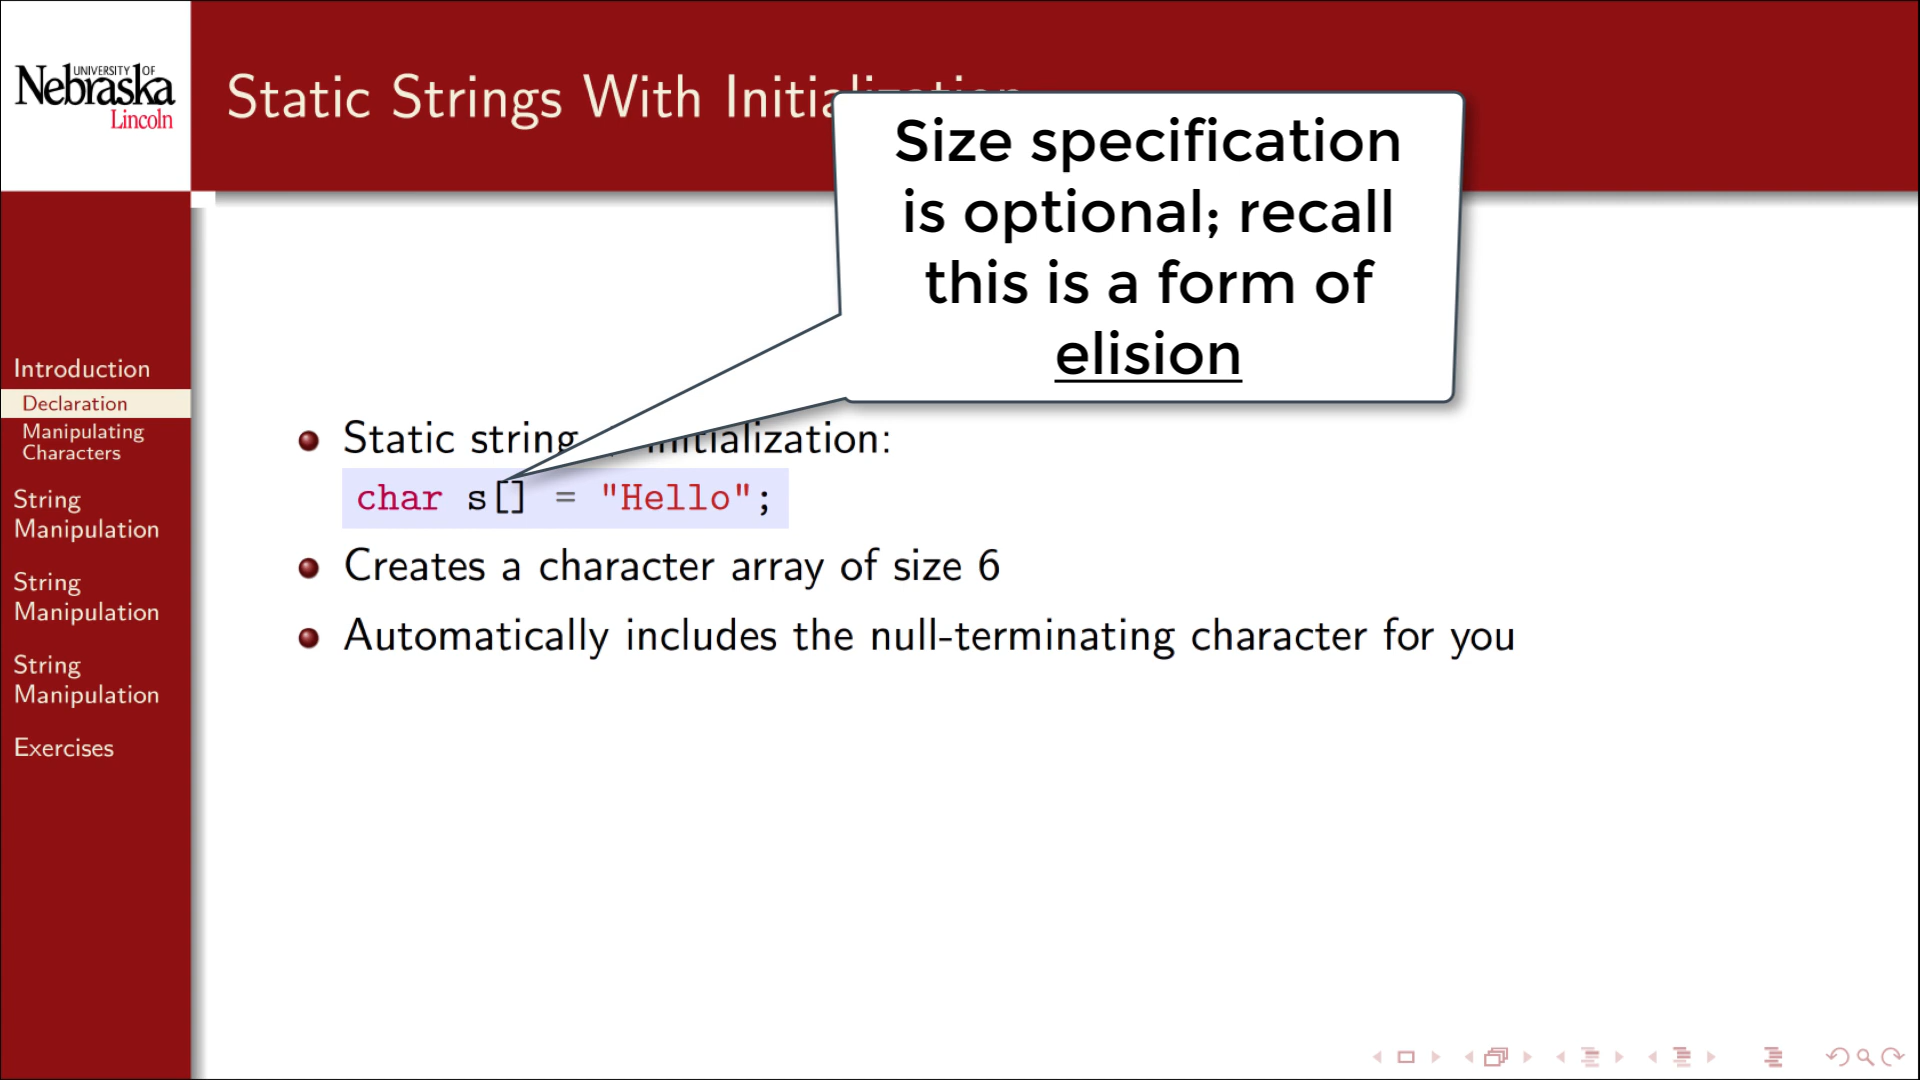 UNIVERSITY OF
Nebraska
Lincoln
Static Strings With Initialization
Size specification
is optional; recall
this is a form of
elision
Introduction
Declaration
Manipulating
Characters
String
Manipulation
String
Manipulation
String
Manipulation
Exercises
Static string initialization:
char s[] = "Hello";
Creates a character array of size 6
Automatically includes the null-terminating character for you